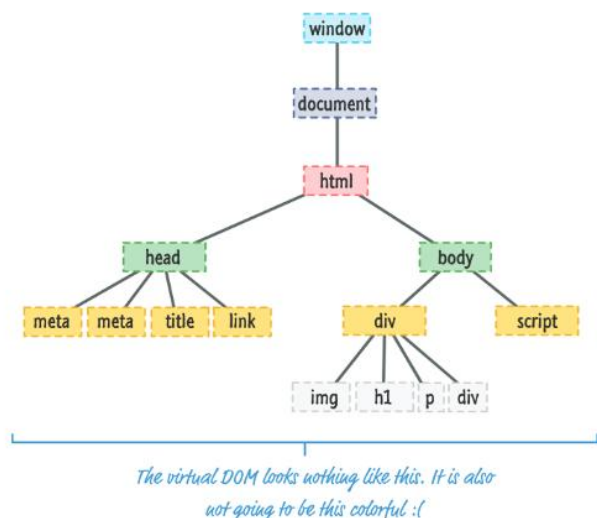 window
document
html
head body
meta meta title link div script
img h1 p div
The virtual DOM looks nothing like this. It is also
not going to be this colorful :(